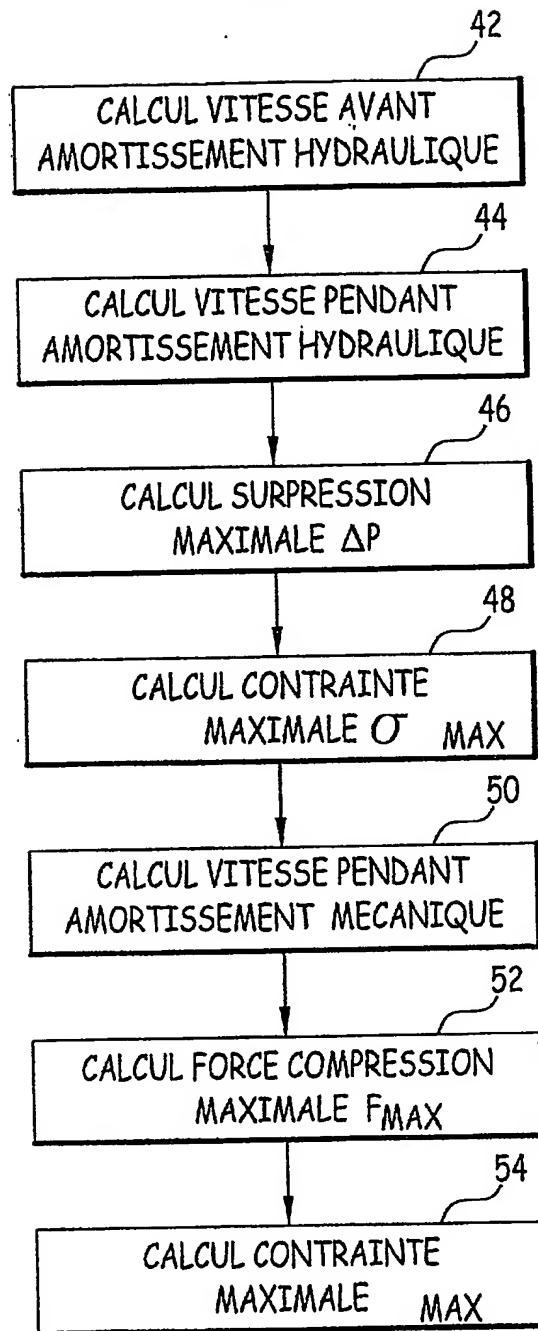 42
CALCUL VITESSE AVANT
AMORTISSEMENT HYDRAULIQUE
44
CALCUL VITESSE PENDANT
AMORTISSEMENT HYDRAULIQUE
46
CALCUL SURPRESSION
MAXIMALE ΔP
48
CALCUL CONTRAINTE
MAXIMALE σ MAX
50
CALCUL VITESSE PENDANT
AMORTISSEMENT MECANIQUE
52
CALCUL FORCE COMPRESSION
MAXIMALE FMAX
54
CALCUL CONTRAINTE
MAXIMALE MAX